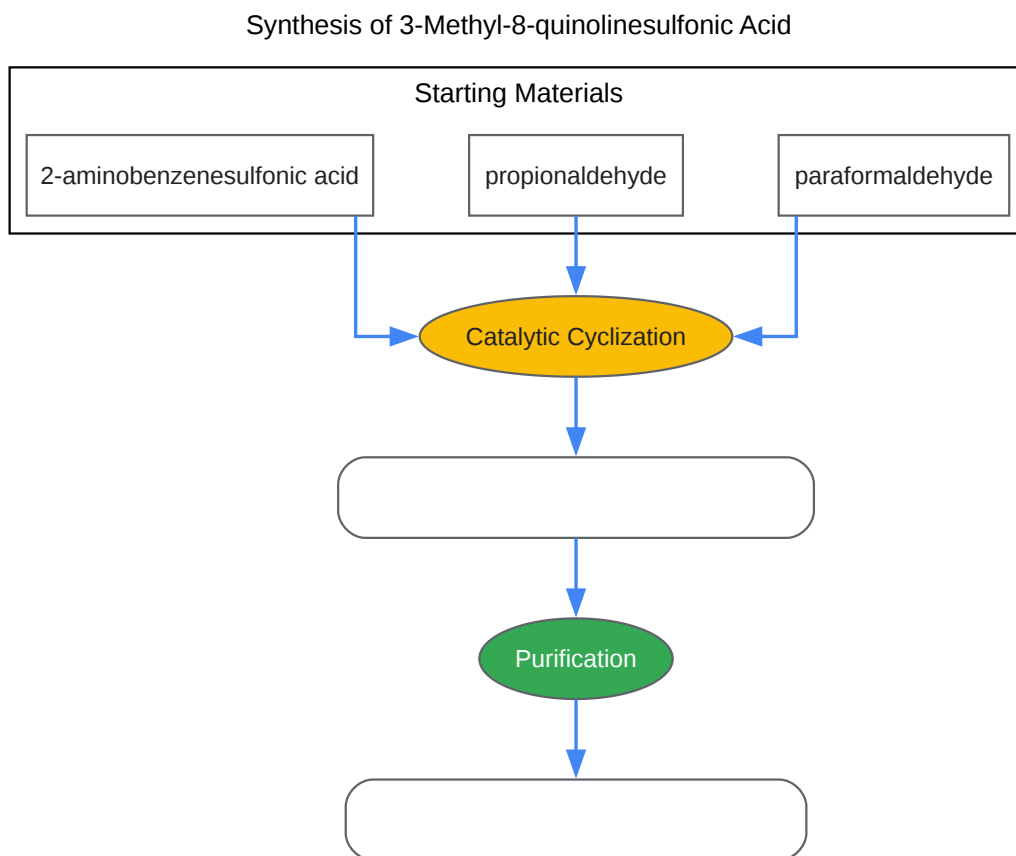 Synthesis of 3-Methyl-8-quinolinesulfonic Acid
Starting Materials
2-aminobenzenesulfonic acid
propionaldehyde
paraformaldehyde
Catalytic Cyclization
Purification